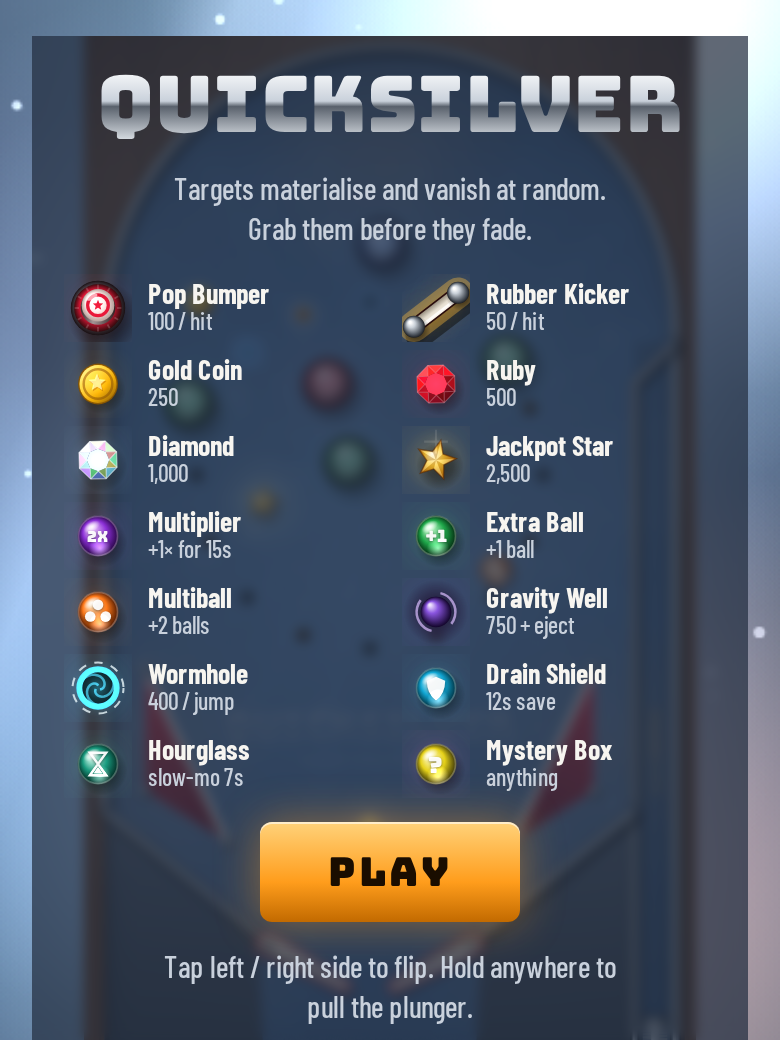 QUICKSILVER
Targets materialise and vanish at random.
Grab them before they fade.
Pop Bumper
100 / hit
Rubber Kicker
50 / hit
Gold Coin
250
Ruby
500
Diamond
1,000
Jackpot Star
2,500
2X
Multiplier
+1× for 15s
+1
Extra Ball
+1 ball
Multiball
+2 balls
Gravity Well
750 + eject
Wormhole
400 / jump
Drain Shield
12s save
Hourglass
slow-mo 7s
?
Mystery Box
anything
PLAY
Tap left / right side to flip. Hold anywhere to
pull the plunger.